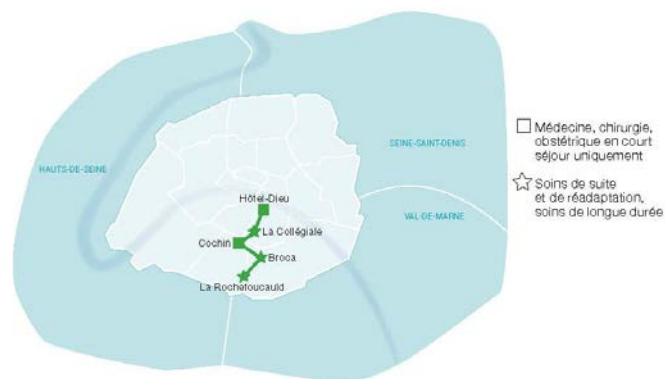 HAUTS-DE-SEINE
SEINE-SAINT-DENIS
Hôtel-Dieu
VAL-DE-MARNE
La Collégiale
Cochin
Broca
La Rochefoucauld
Médecine, chirurgie,
obstétrique en court
séjour uniquement
Soins de suite
et de réadaptation,
soins de longue durée